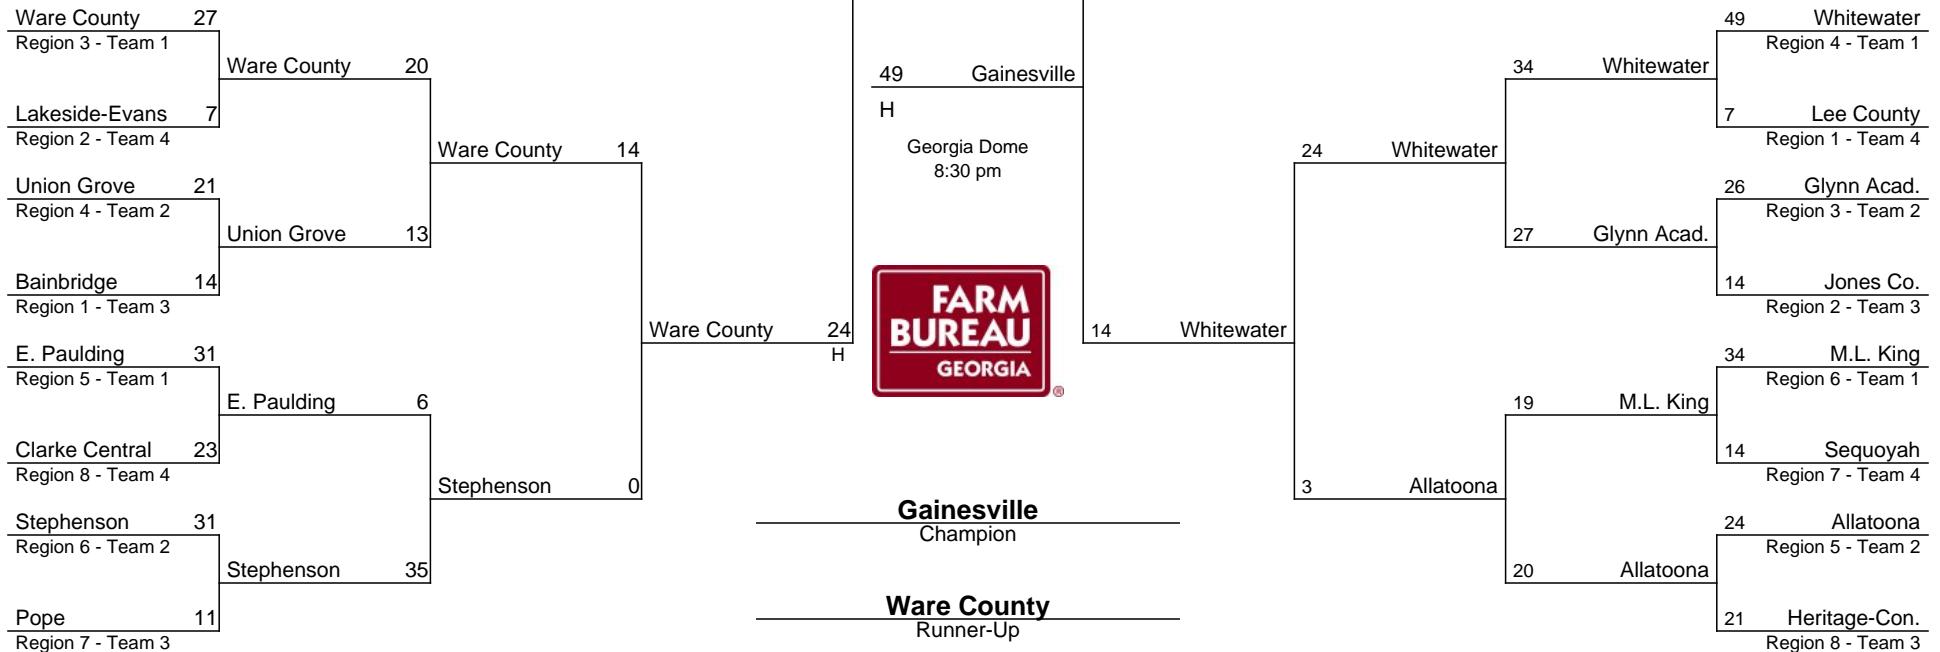 Ware County 27
Region 3 - Team 1
Ware County 20
Lakeside-Evans 7
Region 2 - Team 4
Ware County 14
Union Grove 21
Region 4 - Team 2
Union Grove 13
Bainbridge 14
Region 1 - Team 3
Ware County 24
H
E. Paulding 31
Region 5 - Team 1
E. Paulding 6
Clarke Central 23
Region 8 - Team 4
Stephenson 0
Stephenson 31
Region 6 - Team 2
Stephenson 35
Pope 11
Region 7 - Team 3
49 Gainesville
H
Georgia Dome
8:30 pm
FARM
BUREAU
GEORGIA
®
Gainesville
Champion
Ware County
Runner-Up
49 Whitewater
Region 4 - Team 1
34 Whitewater
7 Lee County
Region 1 - Team 4
24 Whitewater
26 Glynn Acad.
Region 3 - Team 2
27 Glynn Acad.
14 Jones Co.
Region 2 - Team 3
14 Whitewater
34 M.L. King
Region 6 - Team 1
19 M.L. King
14 Sequoyah
Region 7 - Team 4
3 Allatoona
24 Allatoona
Region 5 - Team 2
20 Allatoona
21 Heritage-Con.
Region 8 - Team 3